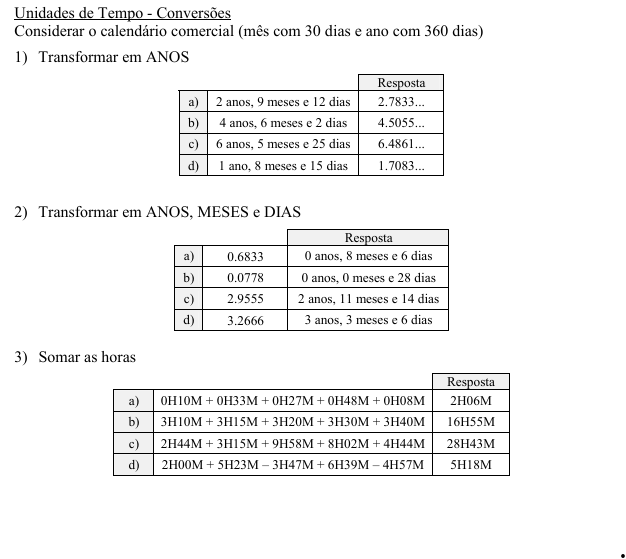 Unidades de Tempo - Conversões
Considerar o calendário comercial (mês com 30 dias e ano com 360 dias)
1) Transformar em ANOS
Resposta
a) 2 anos, 9 meses e 12 dias 2.7833...
b) 4 anos, 6 meses e 2 dias 4.5055...
c) 6 anos, 5 meses e 25 dias 6.4861...
d) 1 ano, 8 meses e 15 dias 1.7083...
2) Transformar em ANOS, MESES e DIAS
Resposta
a) 0.6833 0 anos, 8 meses e 6 dias
b) 0.0778 0 anos, 0 meses e 28 dias
c) 2.9555 2 anos, 11 meses e 14 dias
d) 3.2666 3 anos, 3 meses e 6 dias
3) Somar as horas
Resposta
a) 0H10M + 0H33M + 0H27M + 0H48M + 0H08M 2H06M
b) 3H10M + 3H15M + 3H20M + 3H30M + 3H40M 16H55M
c) 2H44M + 3H15M + 9H58M + 8H02M + 4H44M 28H43M
d) 2H00M + 5H23M – 3H47M + 6H39M – 4H57M 5H18M